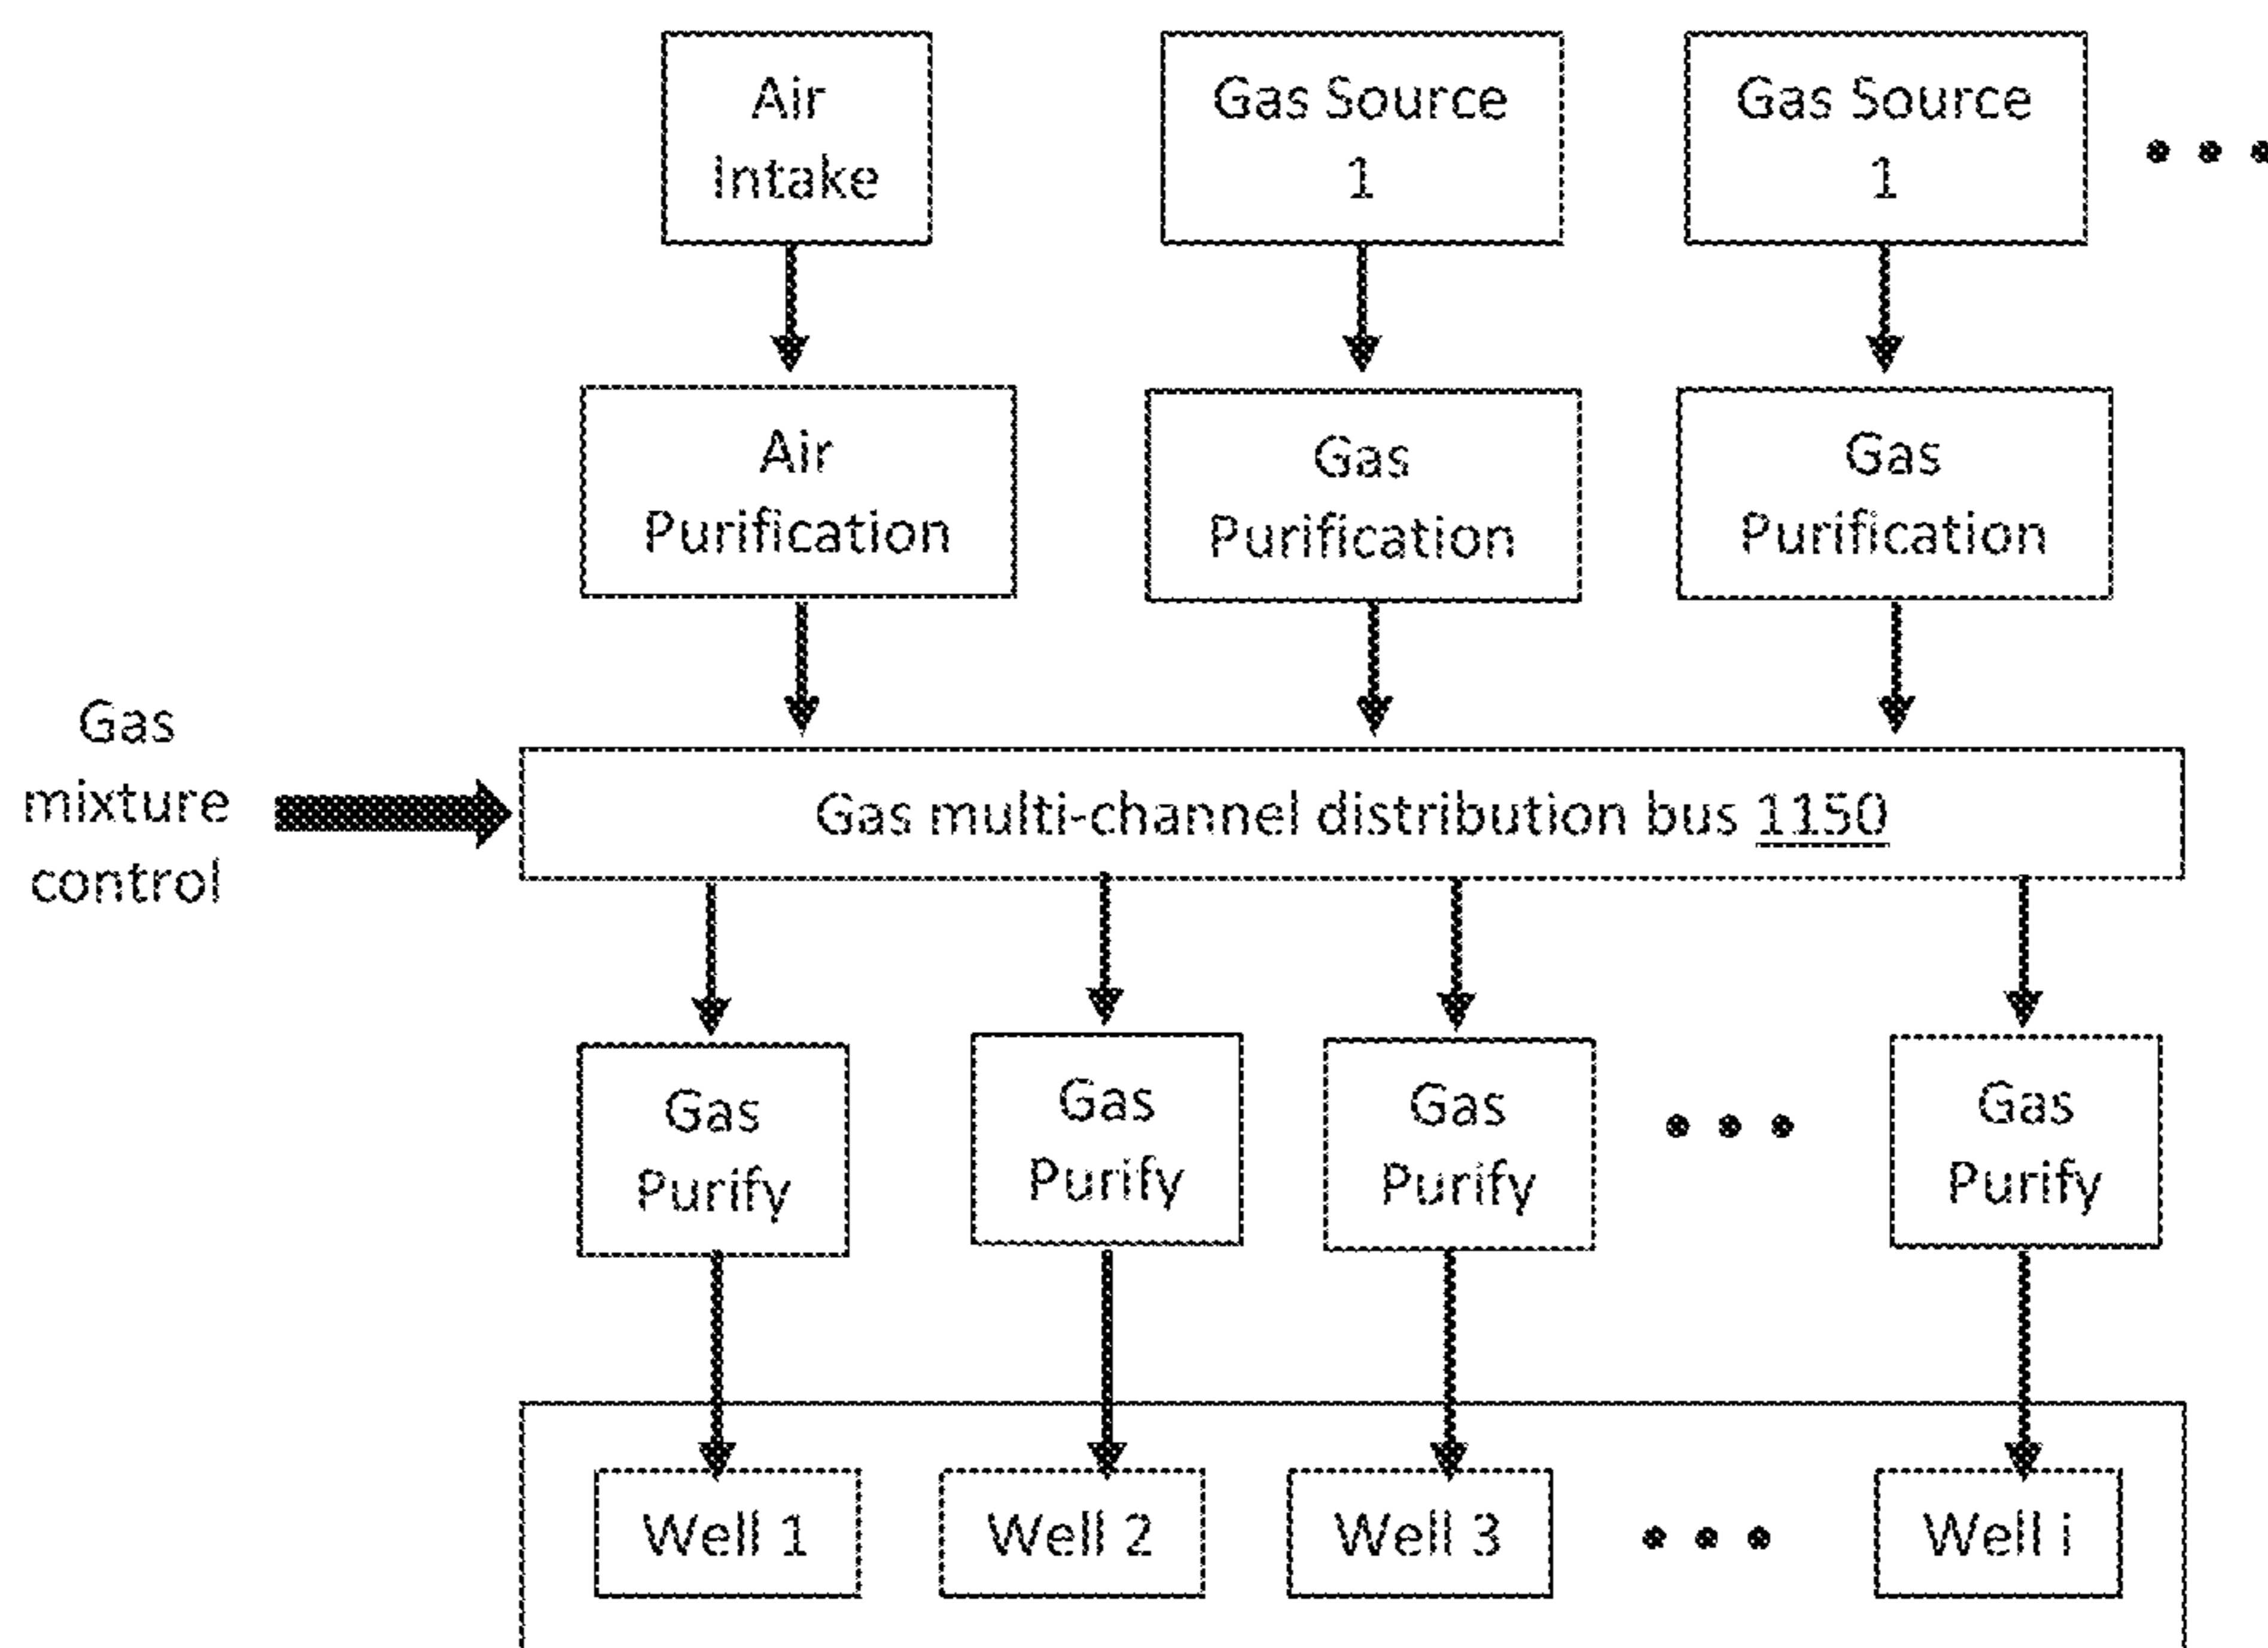 Air
Intake
Gas Source
1
Gas Source
1
Air
Purification
Gas
Purification
Gas
Purification
Gas
mixture
control
Gas multi-channel distribution bus 1150
Gas
Purify
Gas
Purify
Gas
Purify
Gas
Purify
Well 1
Well 2
Well 3
Well i